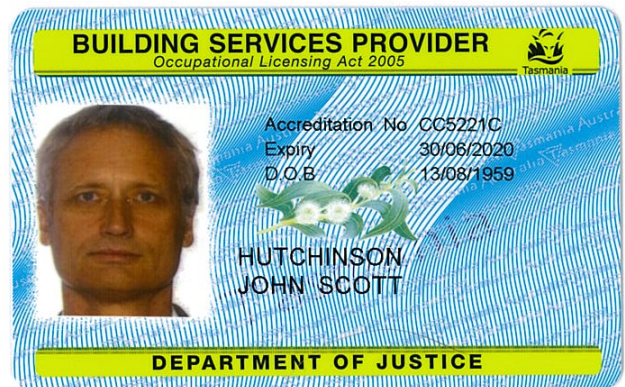 BUILDING SERVICES PROVIDER
Occupational Licensing Act 2005
Tasmania
Accreditation No CC5221C
Expiry 30/06/2020
D.O.B 13/08/1959
HUTCHINSON
JOHN SCOTT
DEPARTMENT OF JUSTICE